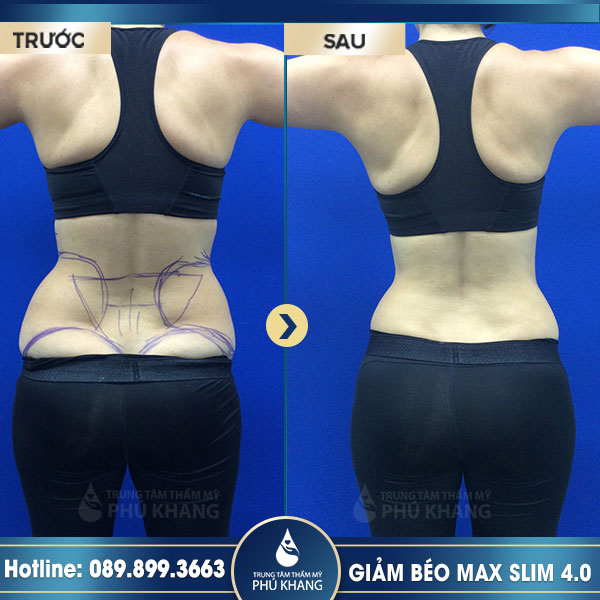 TRƯỚC
SAU
TRUNG TÂM THẨM MỸ
PHÚ KHANG
TRUNG TÂM THẨM MỸ
PHÚ KHANG
Hotline: 089.899.3663
TRUNG TÂM THẨM MỸ
PHÚ KHANG
GIẢM BÉO MAX SLIM 4.0